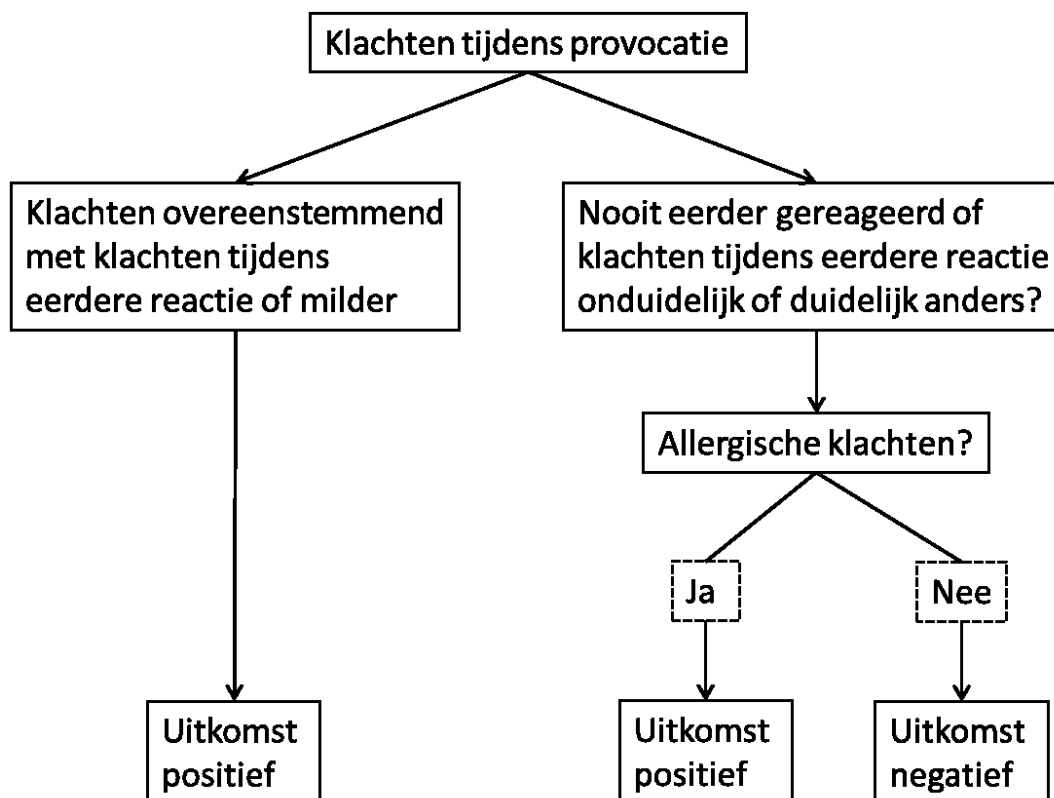 Klachten tijdens provocatie
Klachten overeenstemmend
met klachten tijdens
eerdere reactie of milder
Nooit eerder gereageerd of
klachten tijdens eerdere reactie
onduidelijk of duidelijk anders?
Allergische klachten?
Ja
Nee
Uitkomst
positief
Uitkomst
positief
Uitkomst
negatief